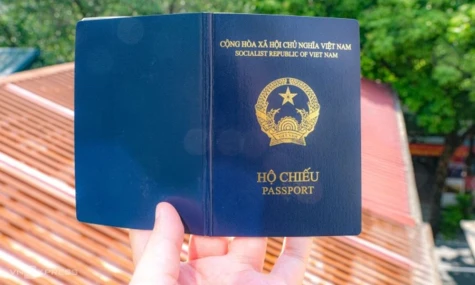 CỘNG HÒA XÃ HỘI CHỦ NGHĨA VIỆT NAM
SOCIALIST REPUBLIC OF VIET NAM
HỘ CHIẾU
PASSPORT